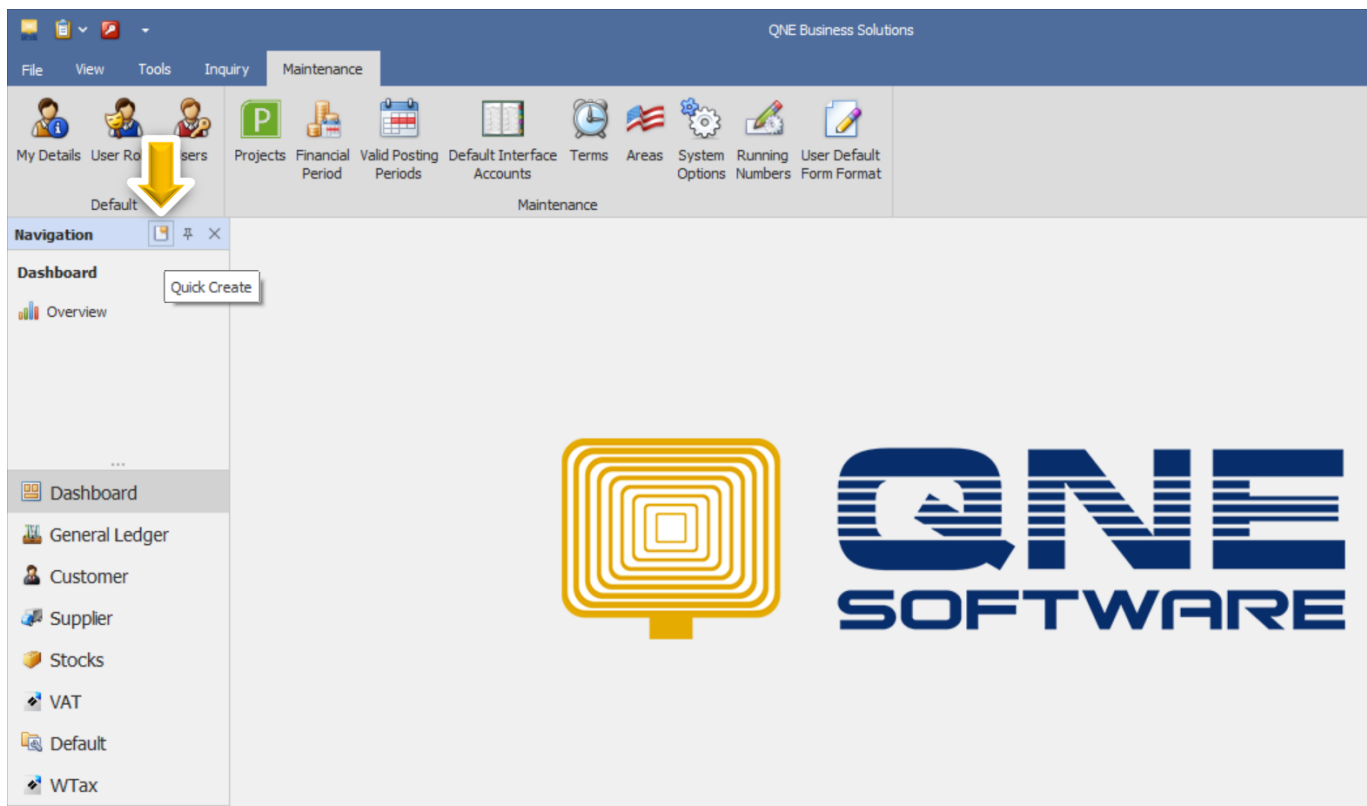 QNE Business Solutions
File View Tools Inquiry Maintenance
My Details User Ro sers Projects Financial Period Valid Posting Periods Default Interface Accounts Terms Areas System Options Running Numbers User Default Form Format
Default Maintenance
Navigation
Quick Create
Dashboard
Overview
Dashboard
General Ledger
Customer
Supplier
Stocks
VAT
Default
WTax
P
QNE
SOFTWARE